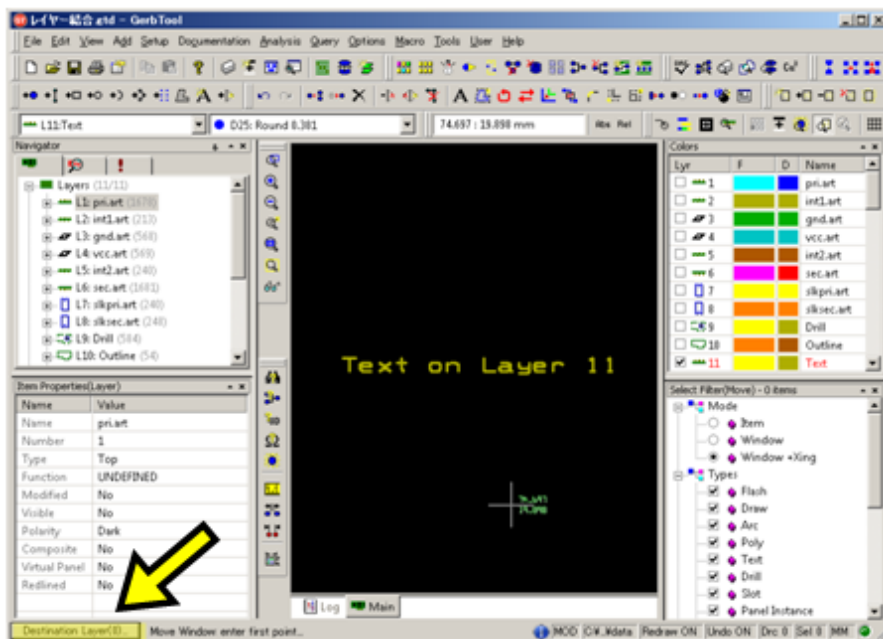 レイヤー結合.gtd - GerbTool
File Edit View Add Setup Documentation Analysis Query Options Macro Tools User Help
L11:Text
D25: Round 0.381
74.697 : 19.898 mm
Abs Rel
Navigator
Layers (11/11)
L1: pri.art (1678)
L2: int1.art (213)
L3: gnd.art (568)
L4: vcc.art (569)
L5: int2.art (240)
L6: sec.art (1681)
L7: slkpri.art (240)
L8: slksec.art (248)
L9: Drill (584)
L10: Outline (54)
Item Properties(Layer)
Name Value
Name pri.art
Number 1
Type Top
Function UNDEFINED
Modified No
Visible No
Polarity Dark
Composite No
Virtual Panel No
Redlined No
Text on Layer 11
Log Main
Colors
Lyr F D Name
1 pri.art
2 int1.art
3 gnd.art
4 vcc.art
5 int2.art
6 sec.art
7 slkpri.art
8 slksec.art
9 Drill
10 Outline
11 Text
Select Filter(Move) - 0 items
Mode
Item
Window
Window +Xing
Types
Flash
Draw
Arc
Poly
Text
Drill
Slot
Panel Instance
Move Window enter first point...
MOD C:¥..¥data Redraw ON Undo ON Drc 0 Sel 0 MM